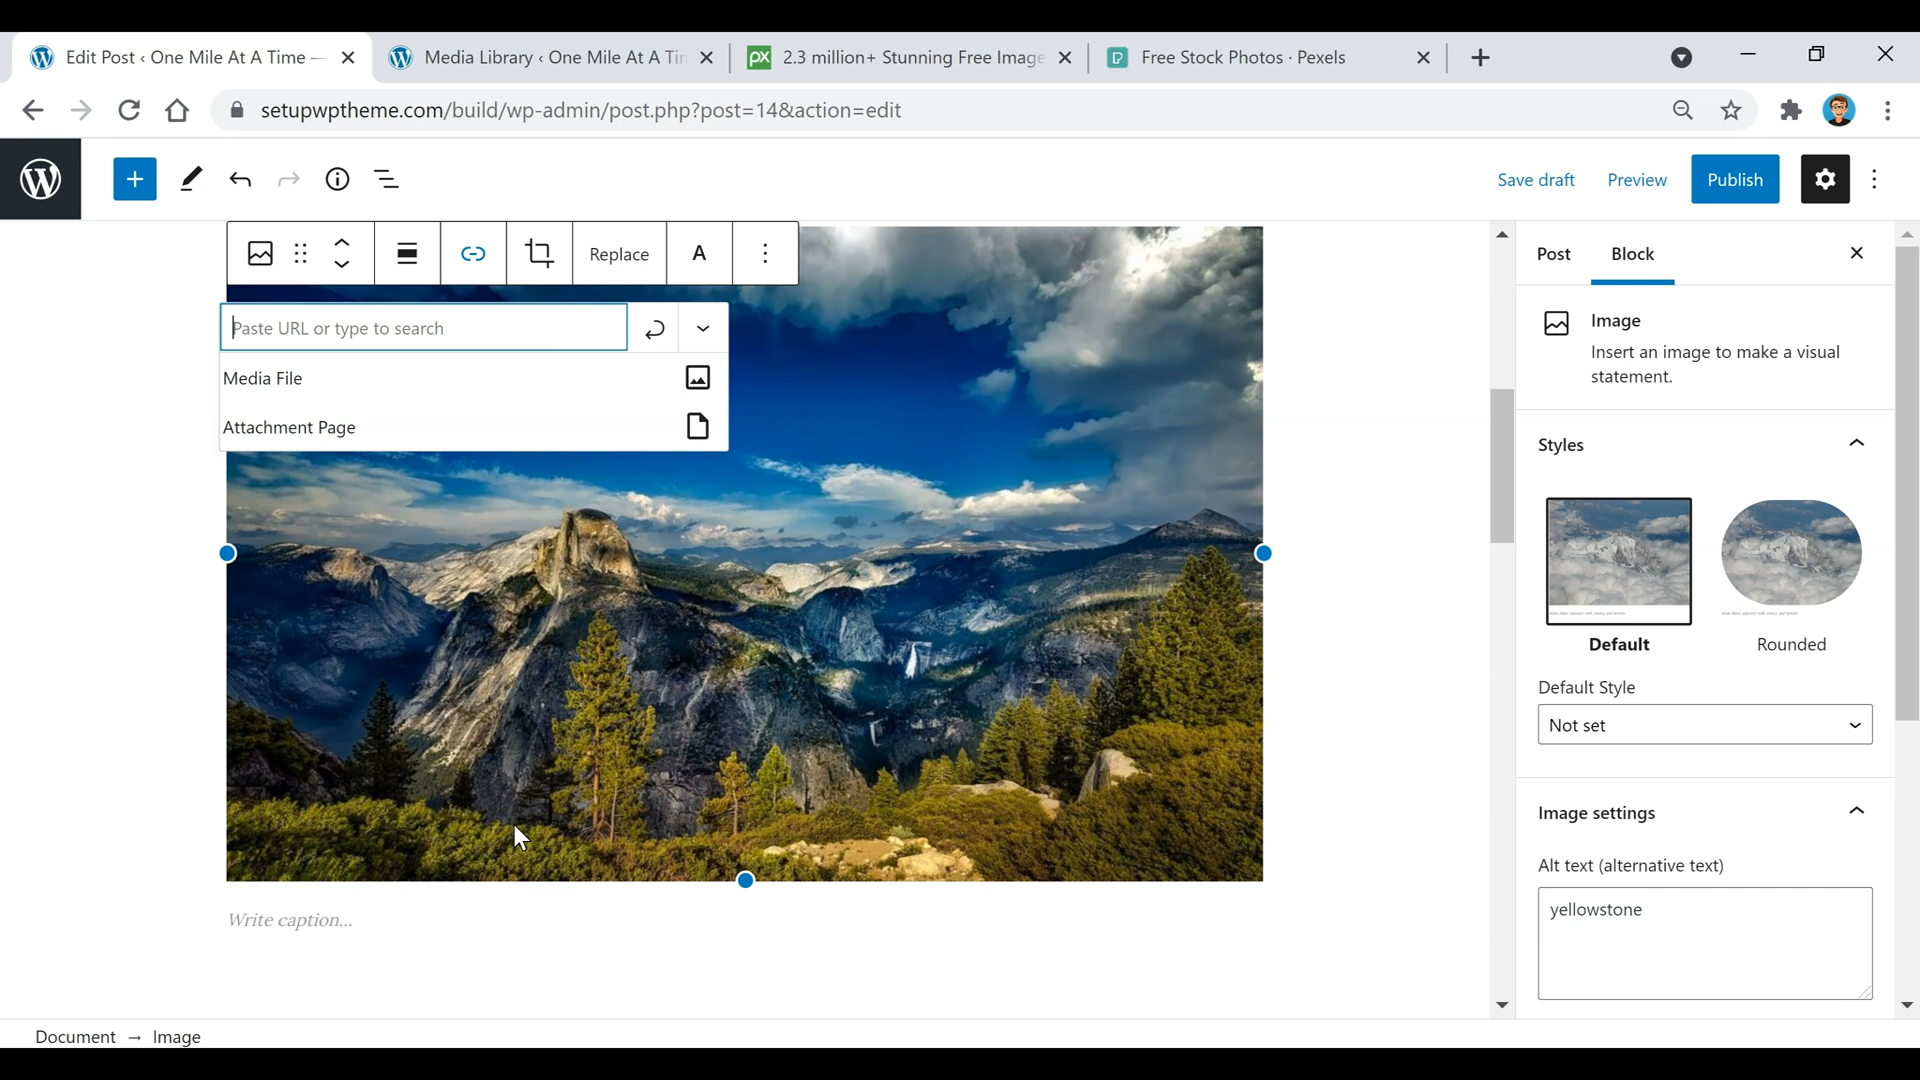 Edit Post ‹ One Mile At A Time —
Media Library ‹ One Mile At A Tim
px 2.3 million+ Stunning Free Image
Free Stock Photos · Pexels
setupwptheme.com/build/wp-admin/post.php?post=14&action=edit
Save draft
Preview
Publish
Replace
A
Post
Block
Paste URL or type to search
Media File
Attachment Page
Image
Insert an image to make a visual
statement.
Styles
Default
Rounded
Default Style
Not set
Image settings
Alt text (alternative text)
yellowstone
Write caption...
Document → Image